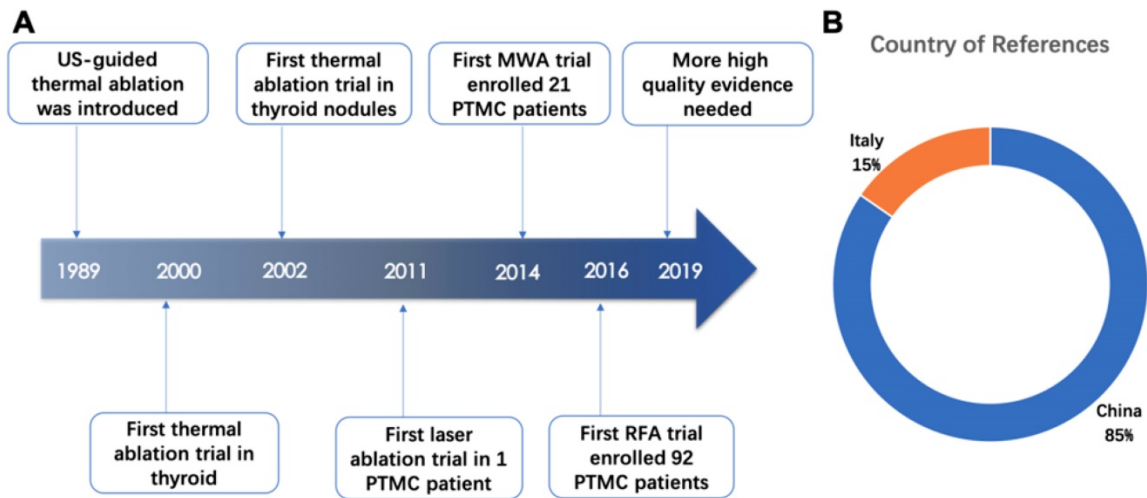 A
US-guided
thermal ablation
was introduced
First thermal
ablation trial in
thyroid nodules
First MWA trial
enrolled 21
PTMC patients
More high
quality evidence
needed
1989
2000
2002
2011
2014
2016
2019
First thermal
ablation trial in
thyroid
First laser
ablation trial in 1
PTMC patient
First RFA trial
enrolled 92
PTMC patients
B
Country of References
Italy
15%
China
85%